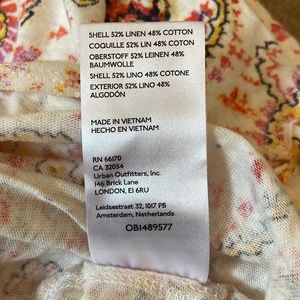 SHELL 52% LINEN 48% COTTON
COQUILLE 52% LIN 48% COTON
OBERSTOFF 52% LEINEN 48%
BAUMWOLLE
SHELL 52% LINO 48% COTONE
EXTERIOR 52% LINO 48%
ALGODÓN
MADE IN VIETNAM
HECHO EN VIETNAM
RN 66170
CA 32054
Urban Outfitters, Inc.
146 Brick Lane
LONDON, E1 6RU
Leidsestraat 32, 1017 PB
Amsterdam, Netherlands
OB1489577